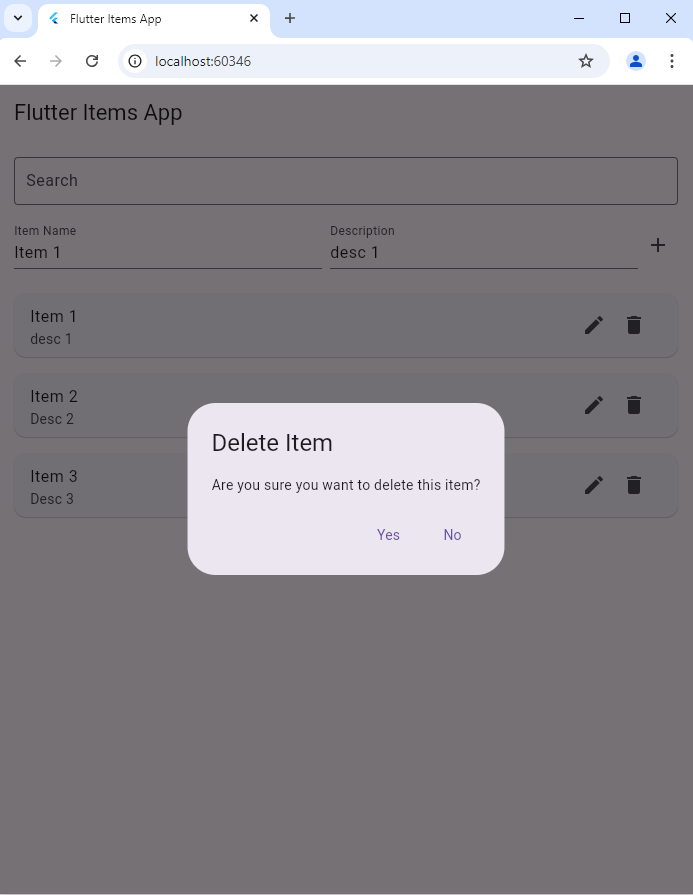 Flutter Items App
localhost:60346
Flutter Items App
Search
Item Name
Description
Item 1
desc 1
Item 1
desc 1
Item 2
Desc 2
Item 3
Desc 3
Delete Item
Are you sure you want to delete this item?
Yes
No